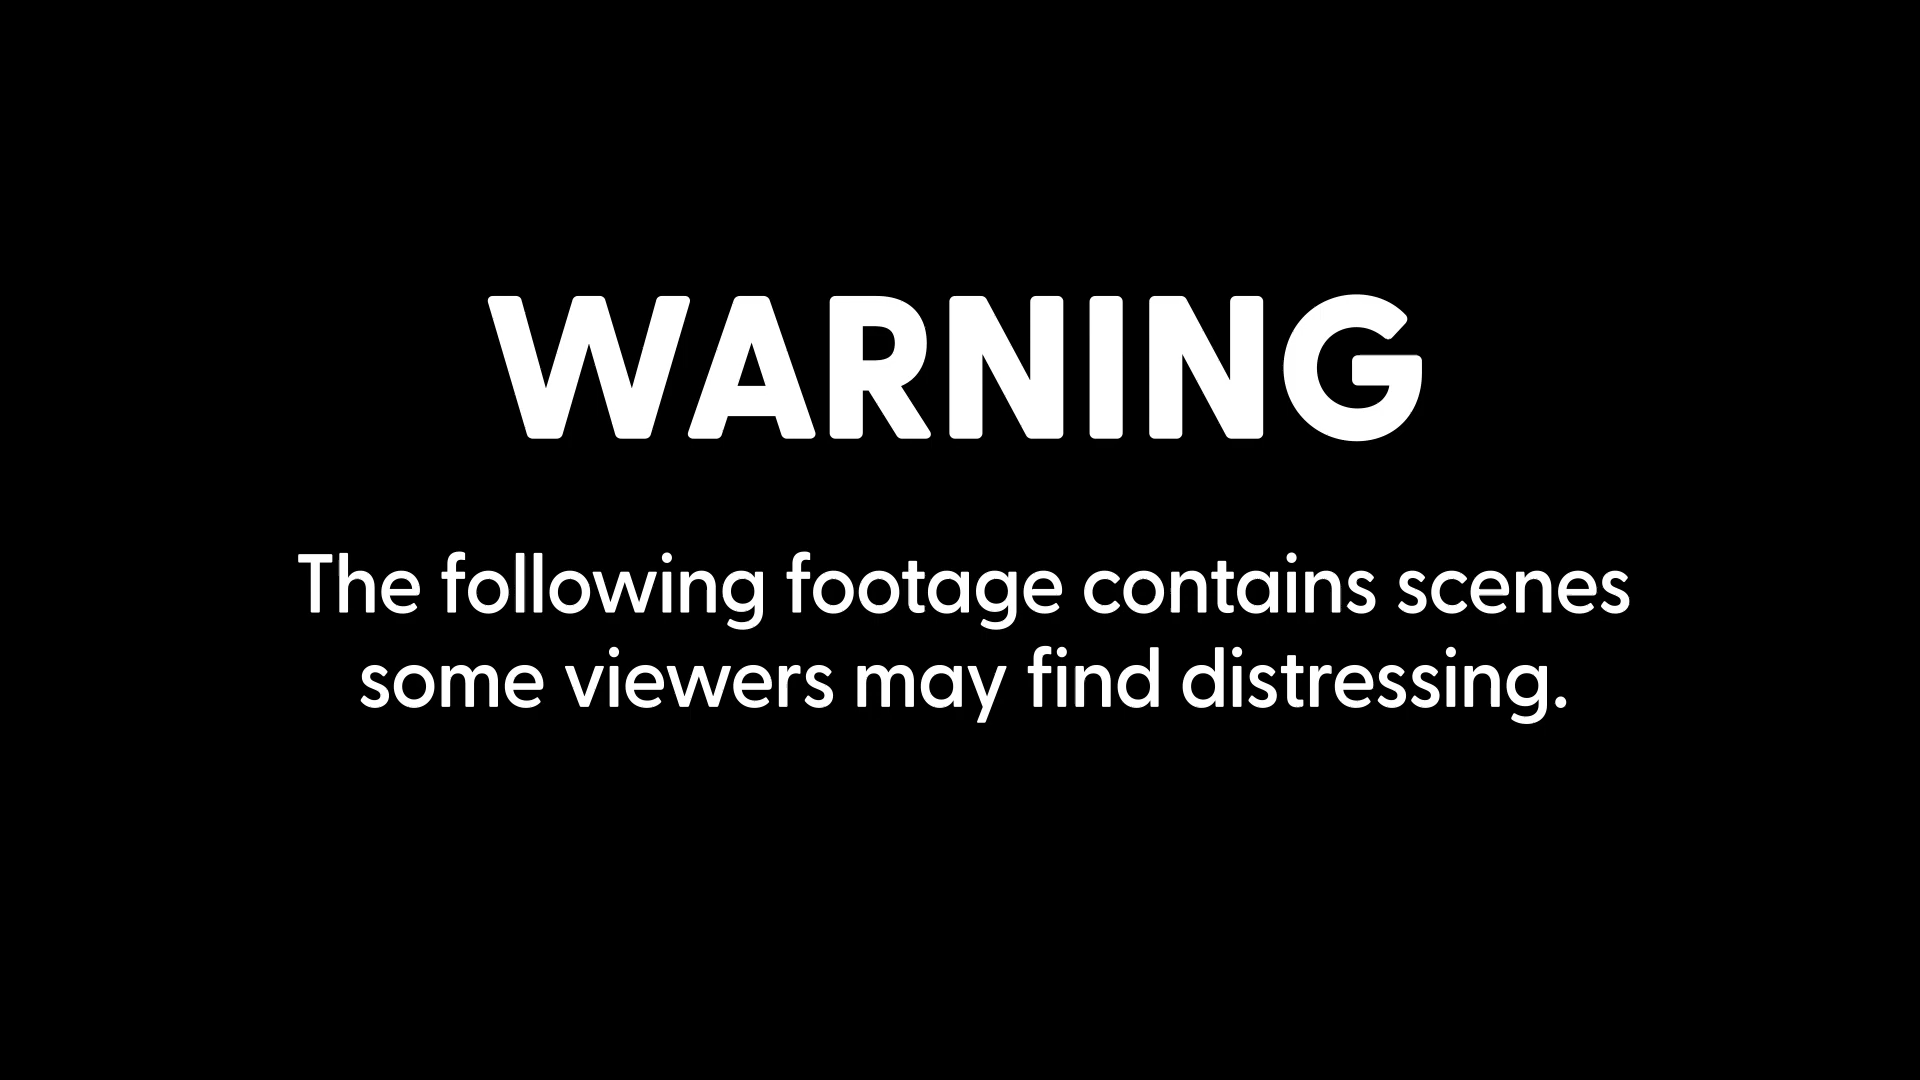 WARNING
The following footage contains scenes
some viewers may find distressing.